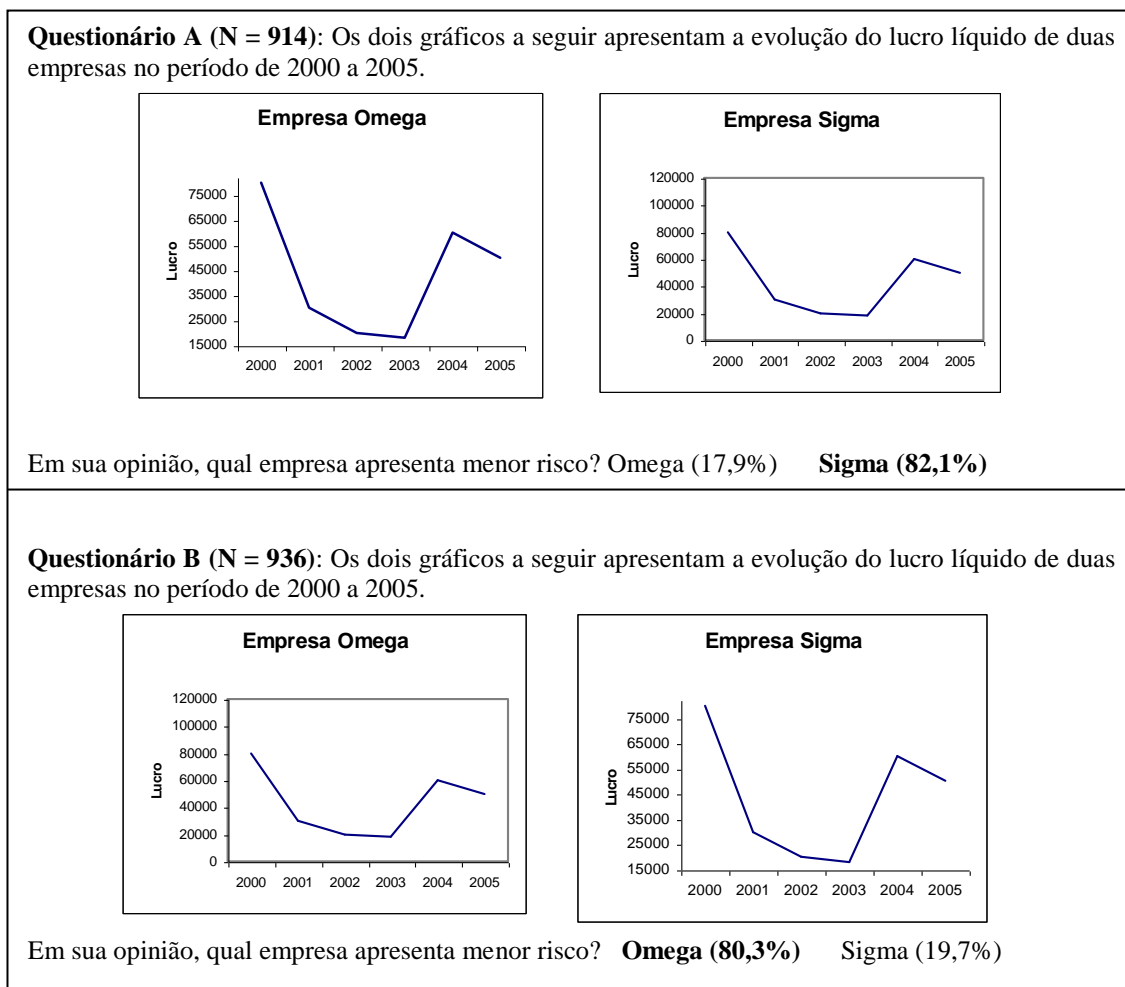 Questionário A (N = 914): Os dois gráficos a seguir apresentam a evolução do lucro líquido de duas
empresas no período de 2000 a 2005.
Empresa Omega
75000
65000
55000
45000
35000
25000
15000
Lucro
2000 2001 2002 2003 2004 2005
Empresa Sigma
120000
100000
80000
60000
40000
20000
0
Lucro
2000 2001 2002 2003 2004 2005
Em sua opinião, qual empresa apresenta menor risco? Omega (17,9%) Sigma (82,1%)
Questionário B (N = 936): Os dois gráficos a seguir apresentam a evolução do lucro líquido de duas
empresas no período de 2000 a 2005.
Empresa Omega
120000
100000
80000
60000
40000
20000
0
Lucro
2000 2001 2002 2003 2004 2005
Empresa Sigma
75000
65000
55000
45000
35000
25000
15000
Lucro
2000 2001 2002 2003 2004 2005
Em sua opinião, qual empresa apresenta menor risco? Omega (80,3%) Sigma (19,7%)